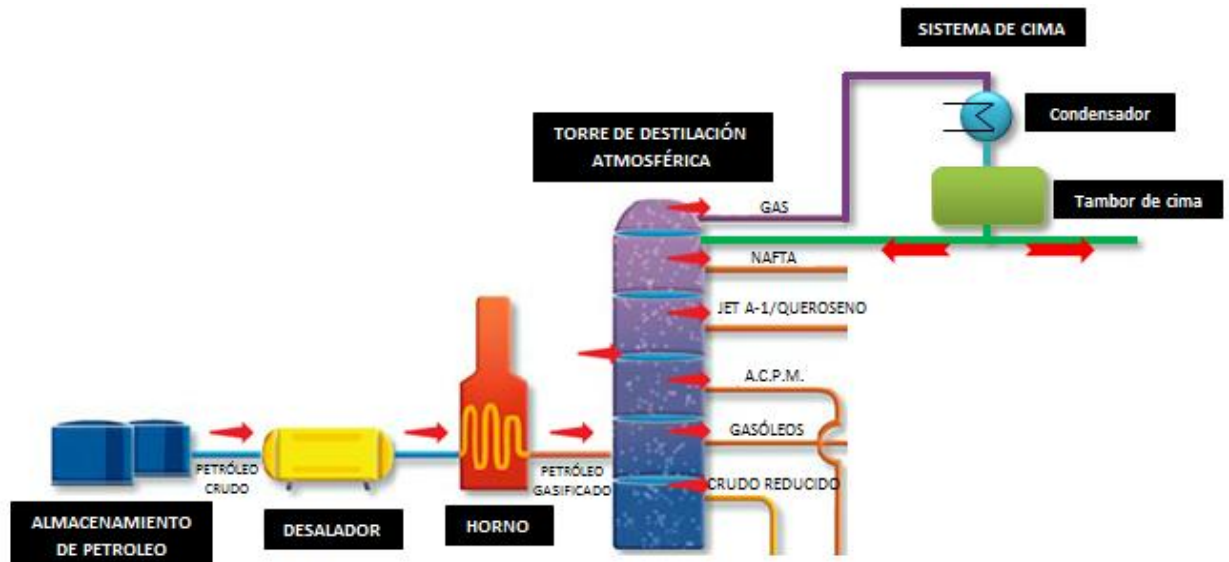 SISTEMA DE CIMA
Condensador
TORRE DE DESTILACIÓN
ATMOSFÉRICA
Tambor de cima
GAS
NAFTA
JET A-1/QUEROSENO
A.C.P.M.
GASÓLEOS
PETRÓLEO
CRUDO
PETRÓLEO
GASIFICADO
CRUDO REDUCIDO
ALMACENAMIENTO
DE PETROLEO
DESALADOR
HORNO